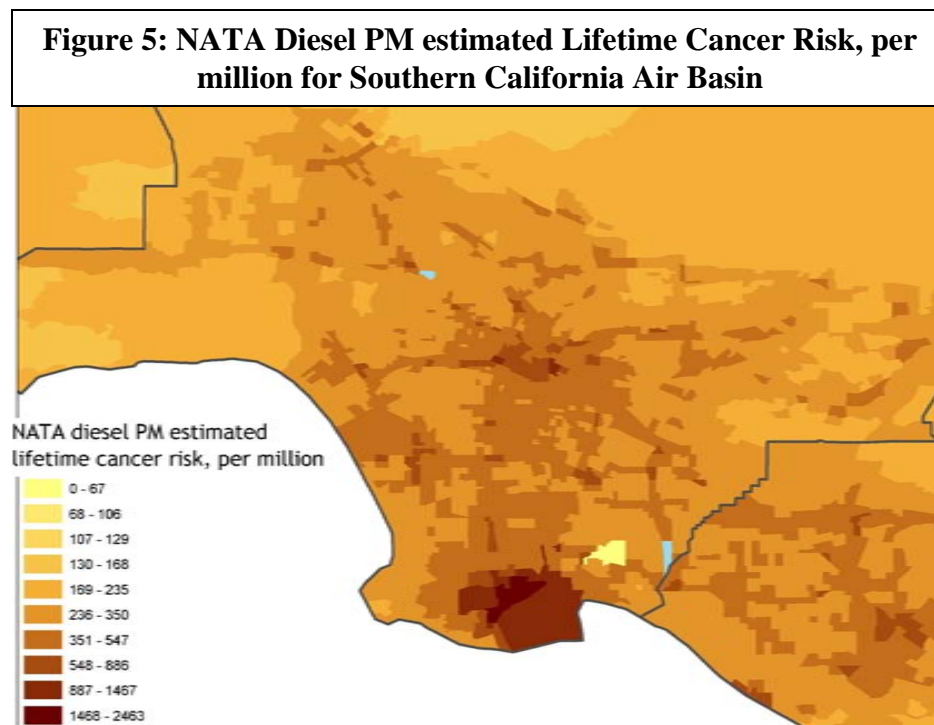 Figure 5: NATA Diesel PM estimated Lifetime Cancer Risk, per
million for Southern California Air Basin
NATA diesel PM estimated
lifetime cancer risk, per million
0 - 67
68 - 106
107 - 129
130 - 168
169 - 235
236 - 350
351 - 547
548 - 886
887 - 1467
1468 - 2463